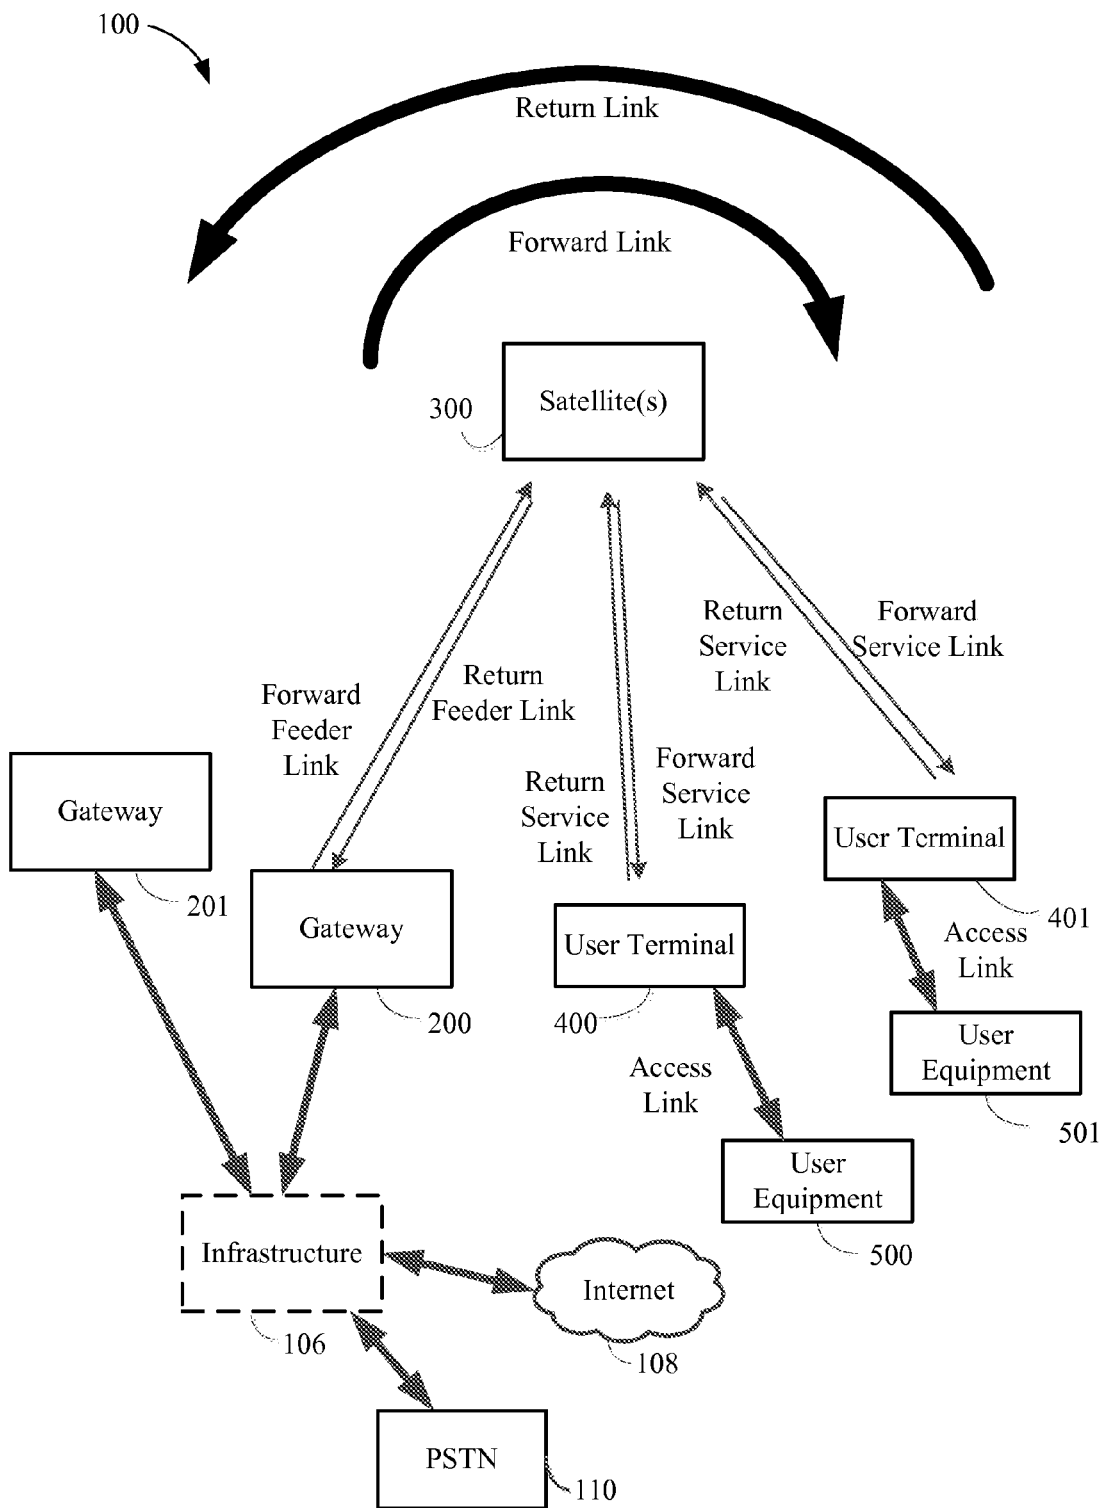 100
Return Link
Forward Link
Satellite(s)
300
Return
Service
Link
Forward
Service Link
Return
Feeder Link
Forward
Feeder
Link
Forward
Service
Link
Return
Service
Link
Gateway
201
Gateway
200
User Terminal
400
User Terminal
401
Access
Link
User
Equipment
501
Access
Link
User
Equipment
500
Infrastructure
106
Internet
108
PSTN
110